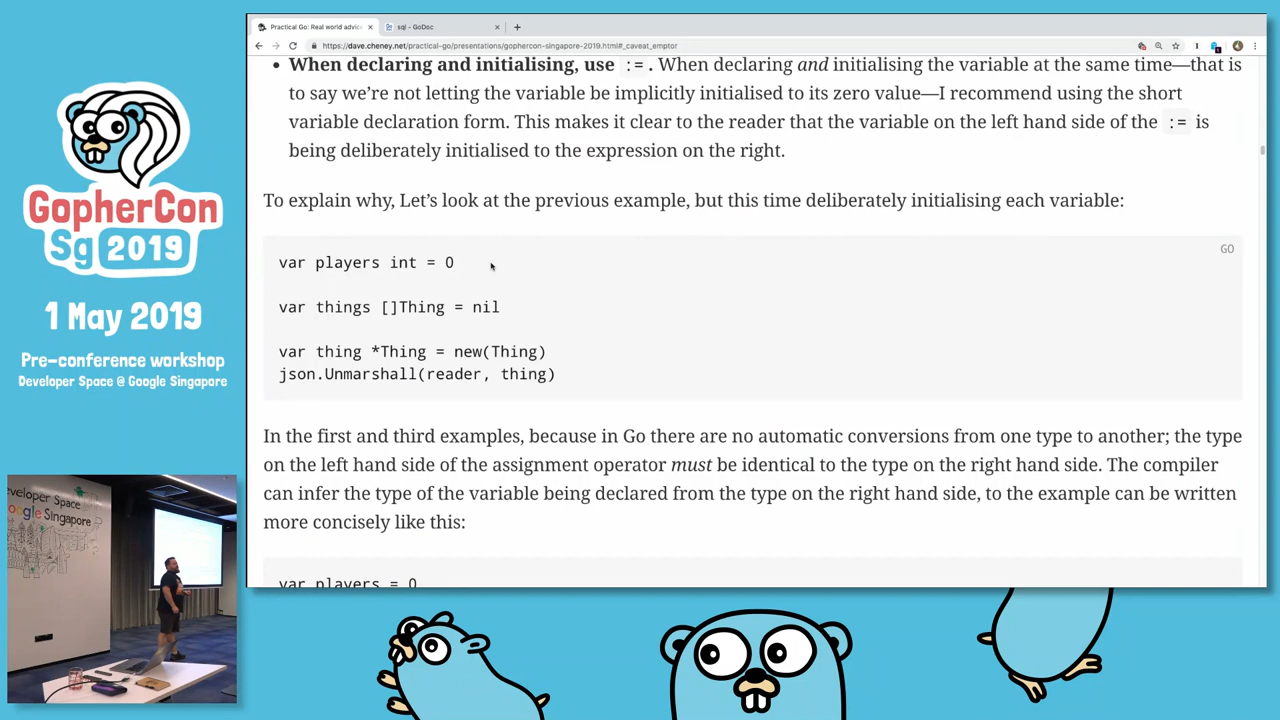 GopherCon
Sg 2019
1 May 2019
Pre-conference workshop
Developer Space @ Google Singapore
Practical Go: Real world advic
sql - GoDoc
https://dave.cheney.net/practical-go/presentations/gophercon-singapore-2019.html#_caveat_emptor
• When declaring and initialising, use := . When declaring and initialising the variable at the same time—that is
to say we're not letting the variable be implicitly initialised to its zero value—I recommend using the short
variable declaration form. This makes it clear to the reader that the variable on the left hand side of the := is
being deliberately initialised to the expression on the right.
To explain why, Let's look at the previous example, but this time deliberately initialising each variable:
GO
var players int = 0
var things []Thing = nil
var thing *Thing = new(Thing)
json.Unmarshall(reader, thing)
In the first and third examples, because in Go there are no automatic conversions from one type to another; the type
on the left hand side of the assignment operator must be identical to the type on the right hand side. The compiler
can infer the type of the variable being declared from the type on the right hand side, to the example can be written
more concisely like this:
var players = 0
eveloper Space
oogle Singapore